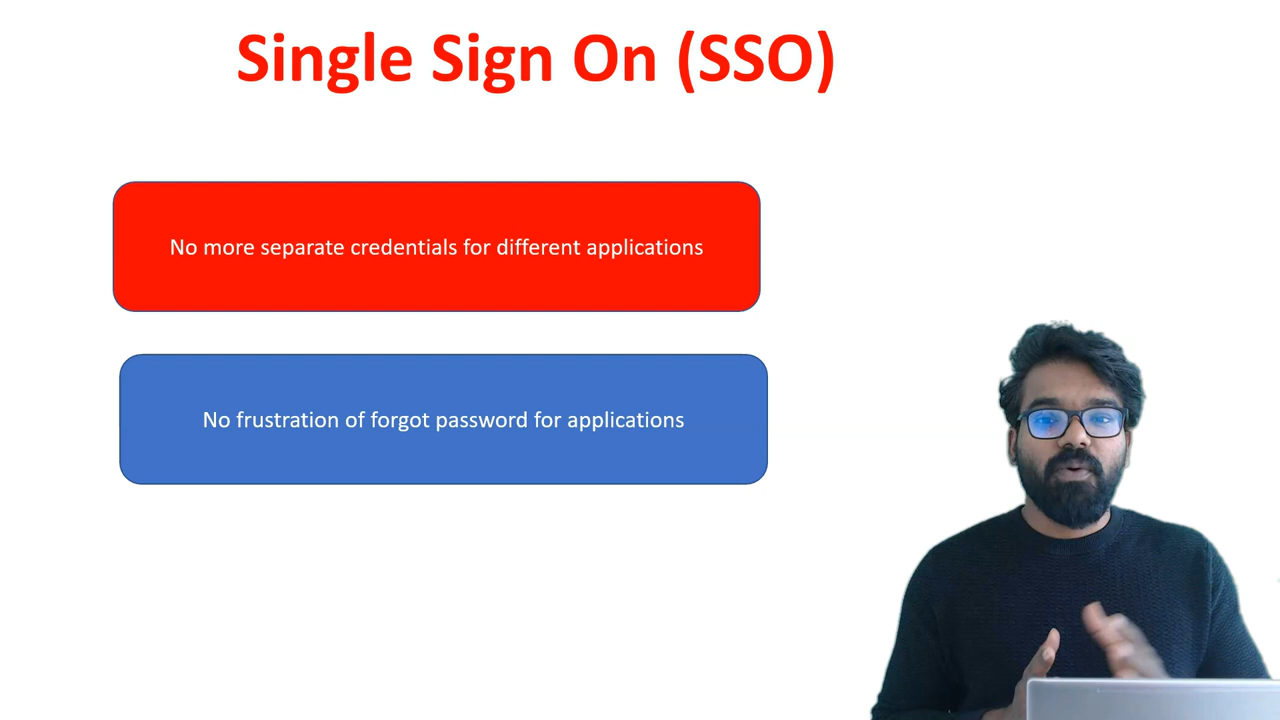 Single Sign On (SSO)
No more separate credentials for different applications
No frustration of forgot password for applications